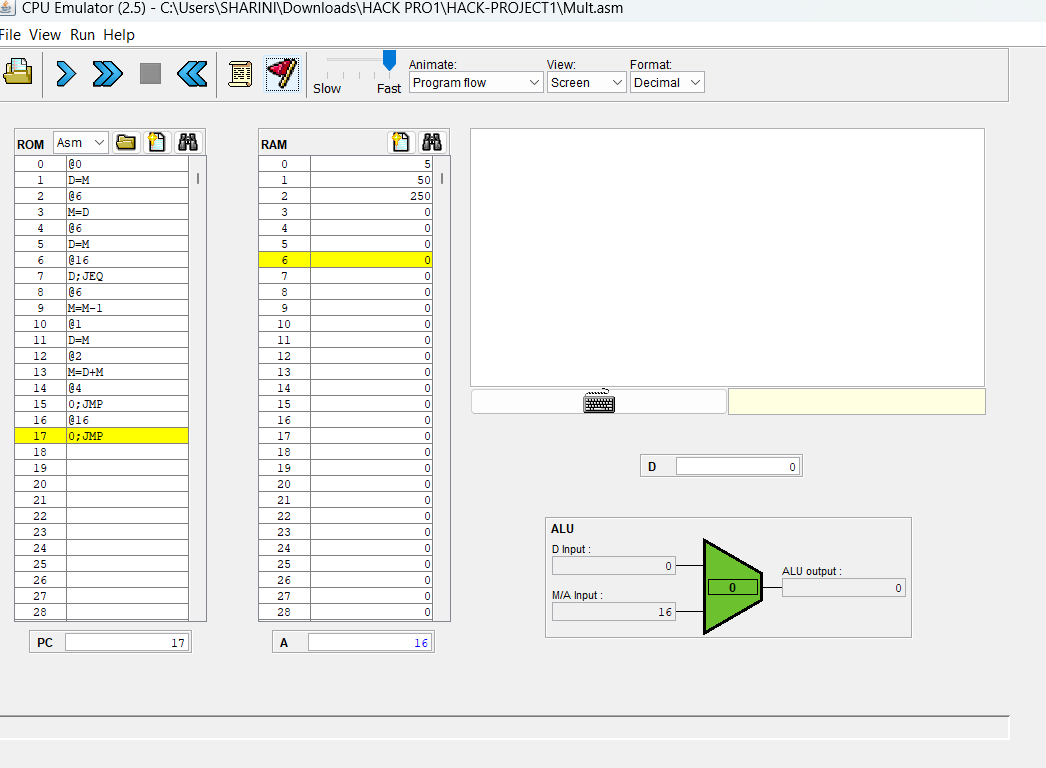 CPU Emulator (2.5) - C:\Users\SHARINI\Downloads\HACK PRO1\HACK-PROJECT1\Mult.asm
File View Run Help
Slow Fast
Animate: View: Format:
Program flow Screen Decimal
ROM Asm
0 @0
1 D=M
2 @6
3 M=D
4 @6
5 D=M
6 @16
7 D;JEQ
8 @6
9 M=M-1
10 @1
11 D=M
12 @2
13 M=D+M
14 @4
15 0;JMP
16 @16
17 0;JMP
18
19
20
21
22
23
24
25
26
27
28
PC 17
RAM
0 5
1 50
2 250
3 0
4 0
5 0
6 0
7 0
8 0
9 0
10 0
11 0
12 0
13 0
14 0
15 0
16 0
17 0
18 0
19 0
20 0
21 0
22 0
23 0
24 0
25 0
26 0
27 0
28 0
A 16
D 0
ALU
D Input :
0
M/A Input :
16
0
ALU output :
0